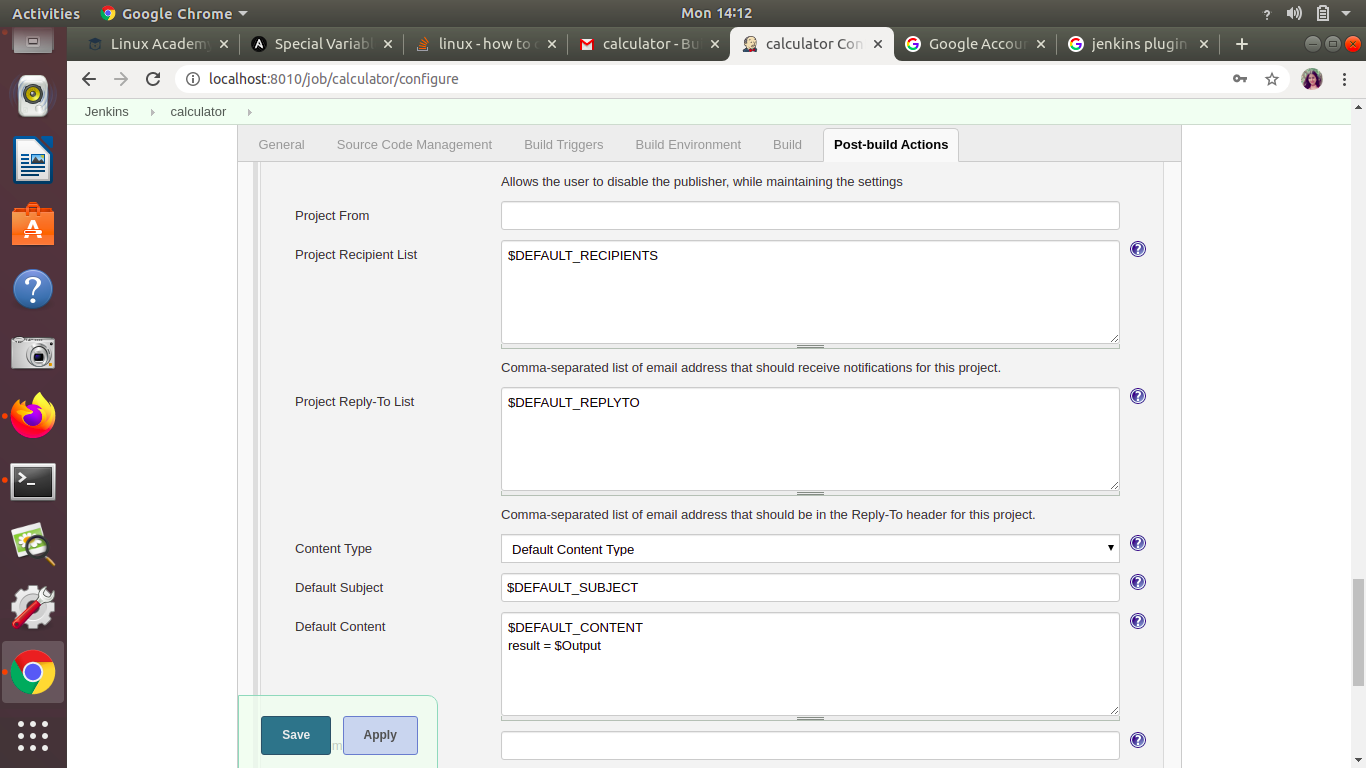 Activities
Google Chrome
Mon 14:12
Linux Academ
Special Variab
linux - how to
calculator - Bu
calculator Con
Google Accou
jenkins plugin
localhost:8010/job/calculator/configure
Jenkins
calculator
General
Source Code Management
Build Triggers
Build Environment
Build
Post-build Actions
Allows the user to disable the publisher, while maintaining the settings
Project From
Project Recipient List
$DEFAULT_RECIPIENTS
Comma-separated list of email address that should receive notifications for this project.
Project Reply-To List
$DEFAULT_REPLYTO
Comma-separated list of email address that should be in the Reply-To header for this project.
Content Type
Default Content Type
Default Subject
$DEFAULT_SUBJECT
Default Content
$DEFAULT_CONTENT
result = $Output
Save
Apply